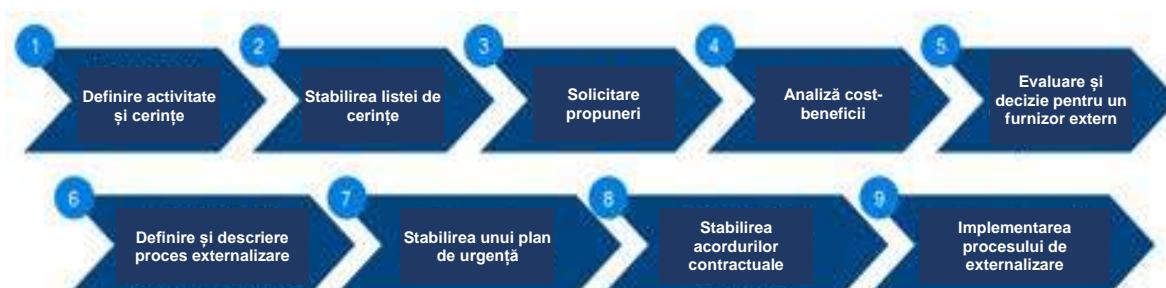 1
Definire activitate
și cerințe
2
Stabilirea listei de
cerințe
3
Solicitare
propuneri
4
Analiză cost-
beneficii
5
Evaluare și
decizie pentru un
furnizor extern
6
Definire și descriere
proces externalizare
7
Stabilirea unui plan
de urgență
8
Stabilirea
acordurilor
contractuale
9
Implementarea
procesului de
externalizare